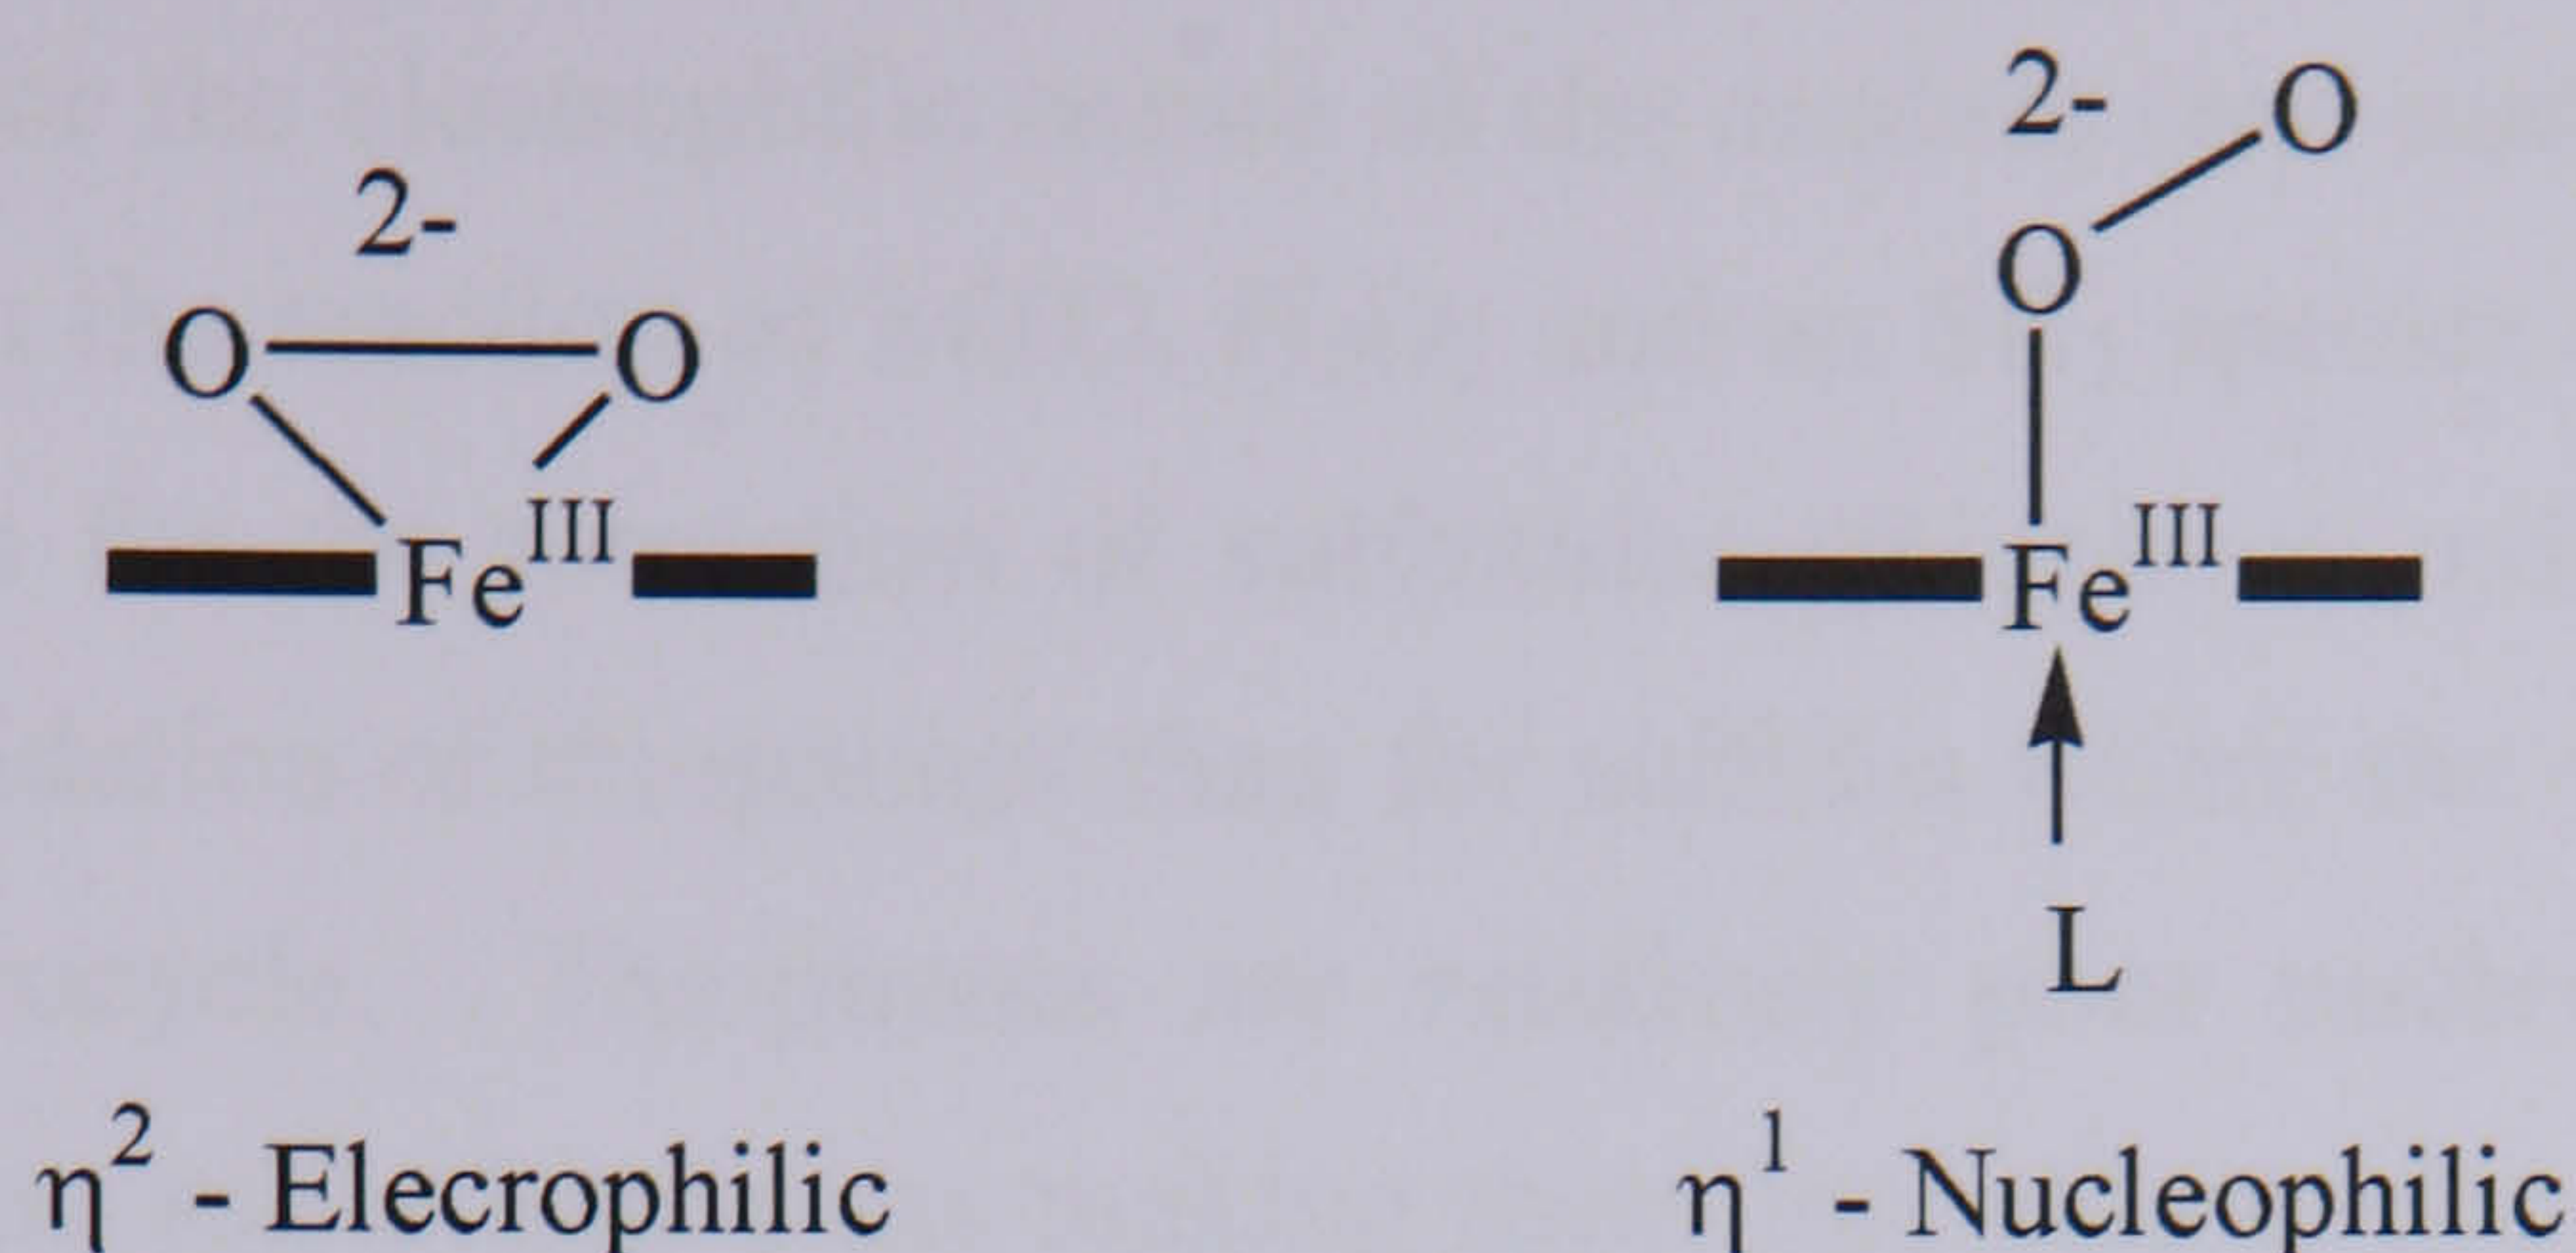 2- O
2-
O
O O
Fe^III Fe^III
L
η^2 - Elecrophilic η^1 - Nucleophilic